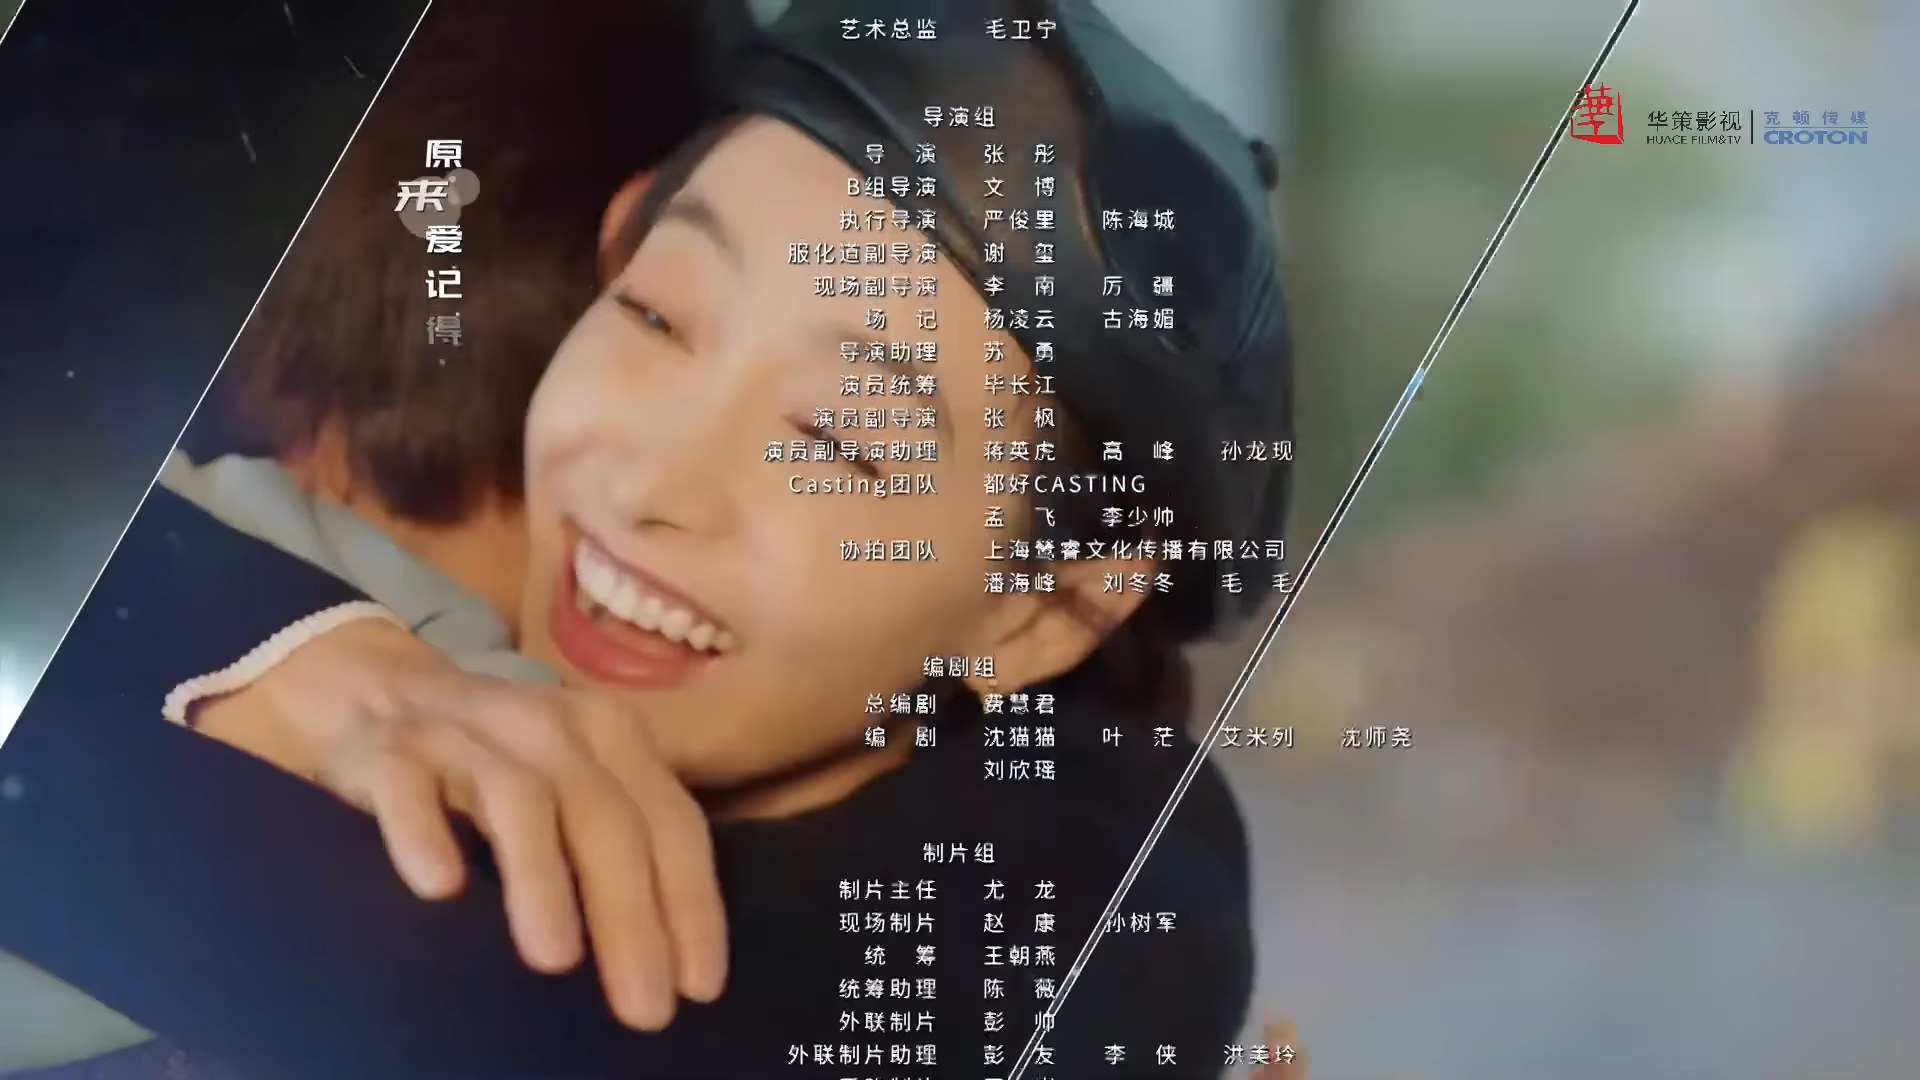 艺术总监 毛卫宁
导演组
导 演 张 彤
B组导演 文 博
执行导演 严俊里 陈海城
服化道副导演 谢 玺
现场副导演 李 南 厉 疆
场 记 杨凌云 古海媚
导演助理 苏 勇
演员统筹 毕长江
演员副导演 张 枫
演员副导演助理 蒋英虎 高 峰 孙龙现
Casting团队 都好CASTING
孟 飞 李少帅
协拍团队 上海莺睿文化传播有限公司
潘海峰 刘冬冬 毛 毛
编剧组
总编剧 费慧君
编 剧 沈猫猫 叶 茫 艾米列 沈师尧
刘欣瑶
制片组
制片主任 尤 龙
现场制片 赵 康 孙树军
统 筹 王朝燕
统筹助理 陈 薇
外联制片 彭 帅
外联制片助理 彭 友 李 侠 洪美玲
原来爱记得
华策影视 克顿传媒
HUACE FILM&TV CROTON